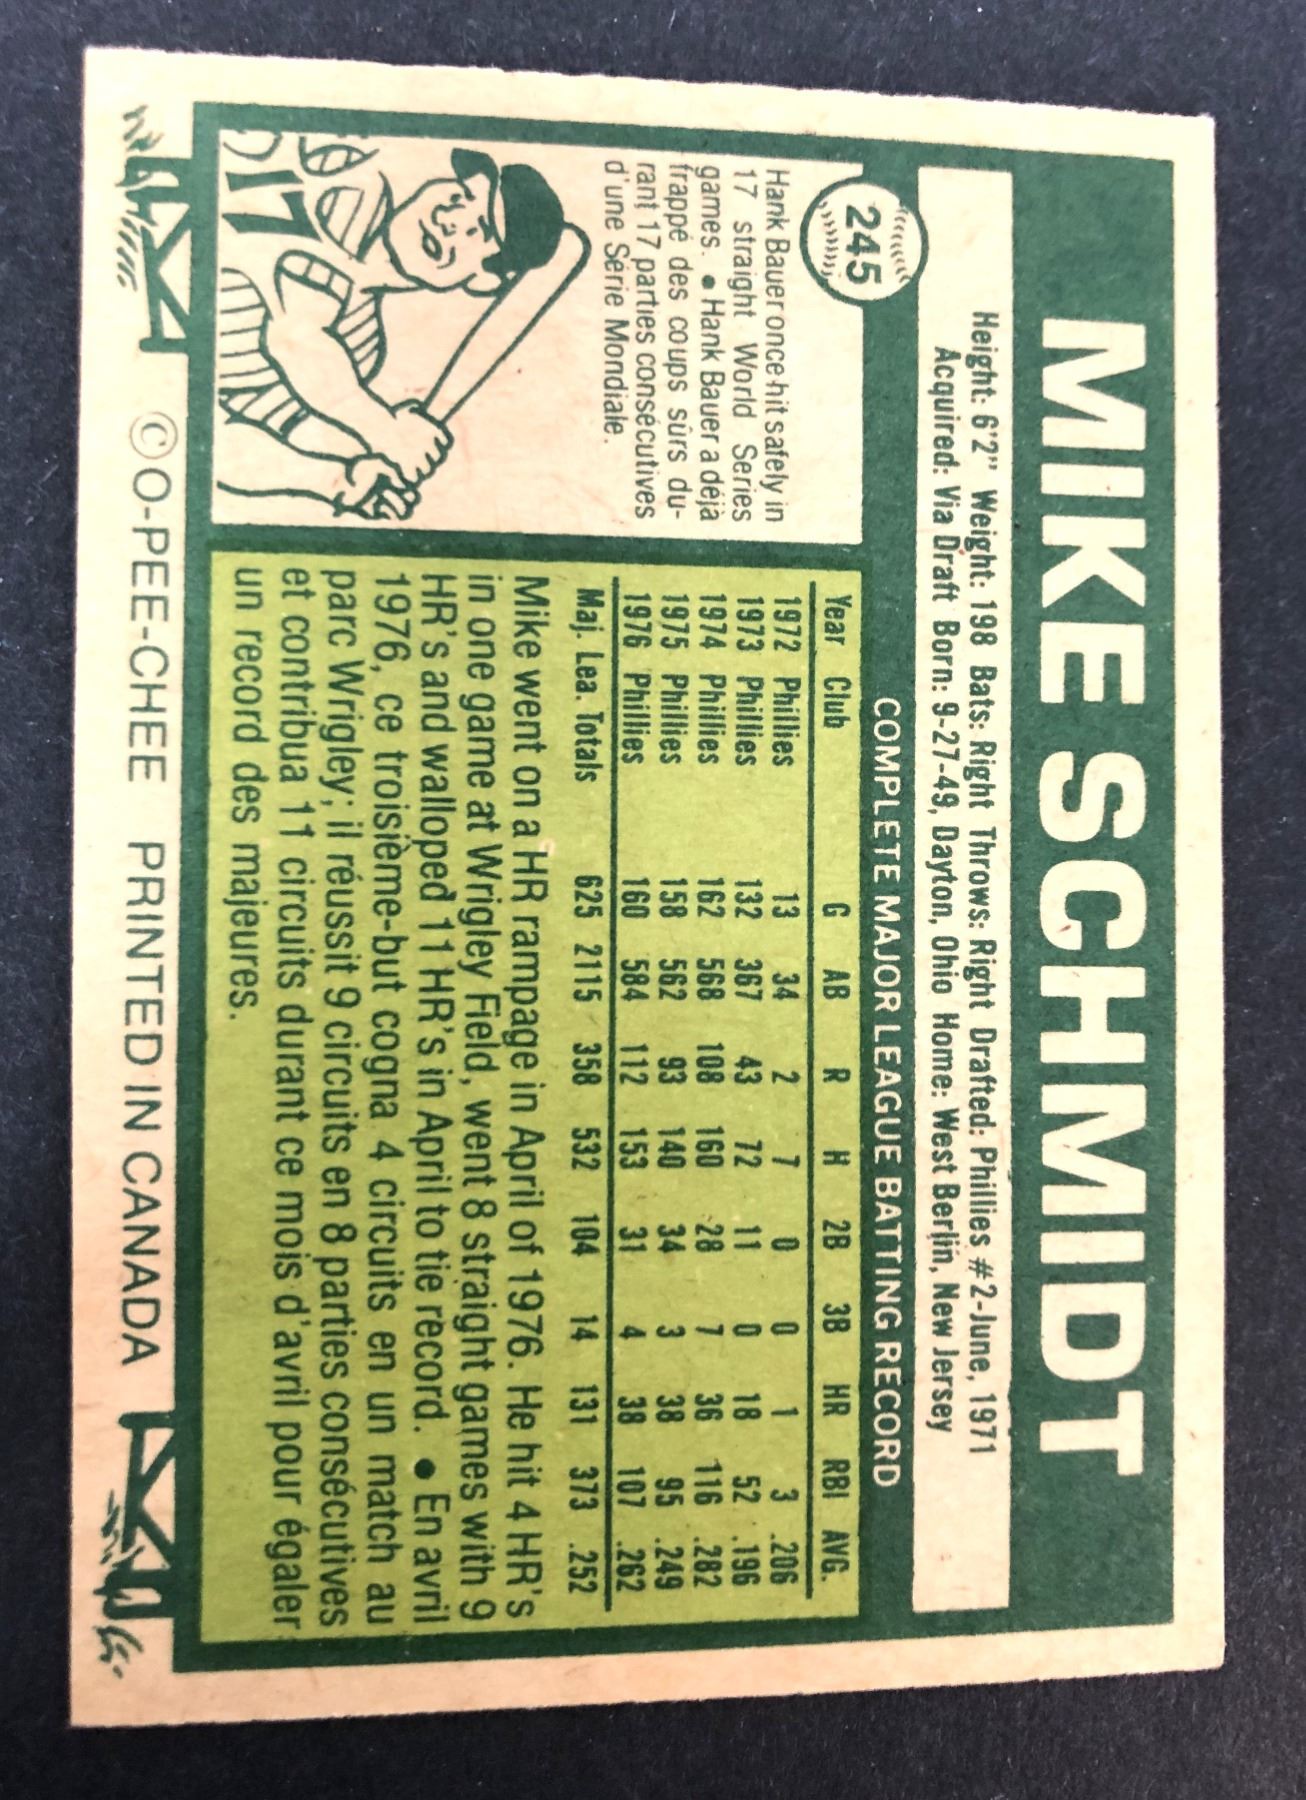 MIKE SCHMIDT
Height: 6'2" Weight: 198 Bats: Right Throws: Right Drafted: Phillies #2-June, 1971
Acquired: Via Draft Born: 9-27-49, Dayton, Ohio Home: West Berlin, New Jersey
245
COMPLETE MAJOR LEAGUE BATTING RECORD
Hank Bauer once hit safely in
17 straight World Series
games. • Hank Bauer a déjà
frappé des coups sûrs du-
rant 17 parties consécutives
d'une Série Mondiale.
17
Year Club G AB R H 2B 3B HR RBI AVG.
1972 Phillies 13 34 2 7 0 0 1 3 .206
1973 Phillies 132 367 43 72 11 0 18 52 .196
1974 Phillies 162 568 108 160 28 7 36 116 .282
1975 Phillies 158 562 93 140 34 3 38 95 .249
1976 Phillies 160 584 112 153 31 4 38 107 .262
Maj. Lea. Totals 625 2115 358 532 104 14 131 373 .252
Mike went on a HR rampage in April of 1976. He hit 4 HR's
in one game at Wrigley Field, went 8 straight games with 9
HR's and walloped 11 HR's in April to tie record. • En avril
1976, ce troisième-but cogna 4 circuits en un match au
parc Wrigley; il réussit 9 circuits en 8 parties consécutives
et contribua 11 circuits durant ce mois d'avril pour égaler
un record des majeures.
©O-PEE-CHEE PRINTED IN CANADA